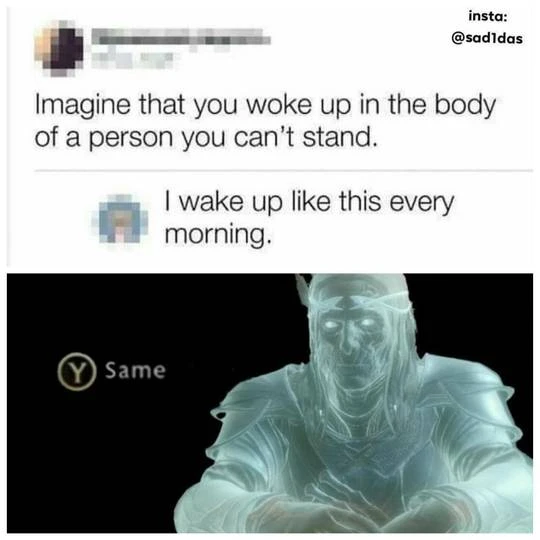 insta:
@sad1das
Imagine that you woke up in the body
of a person you can't stand.
I wake up like this every
morning.
Y Same